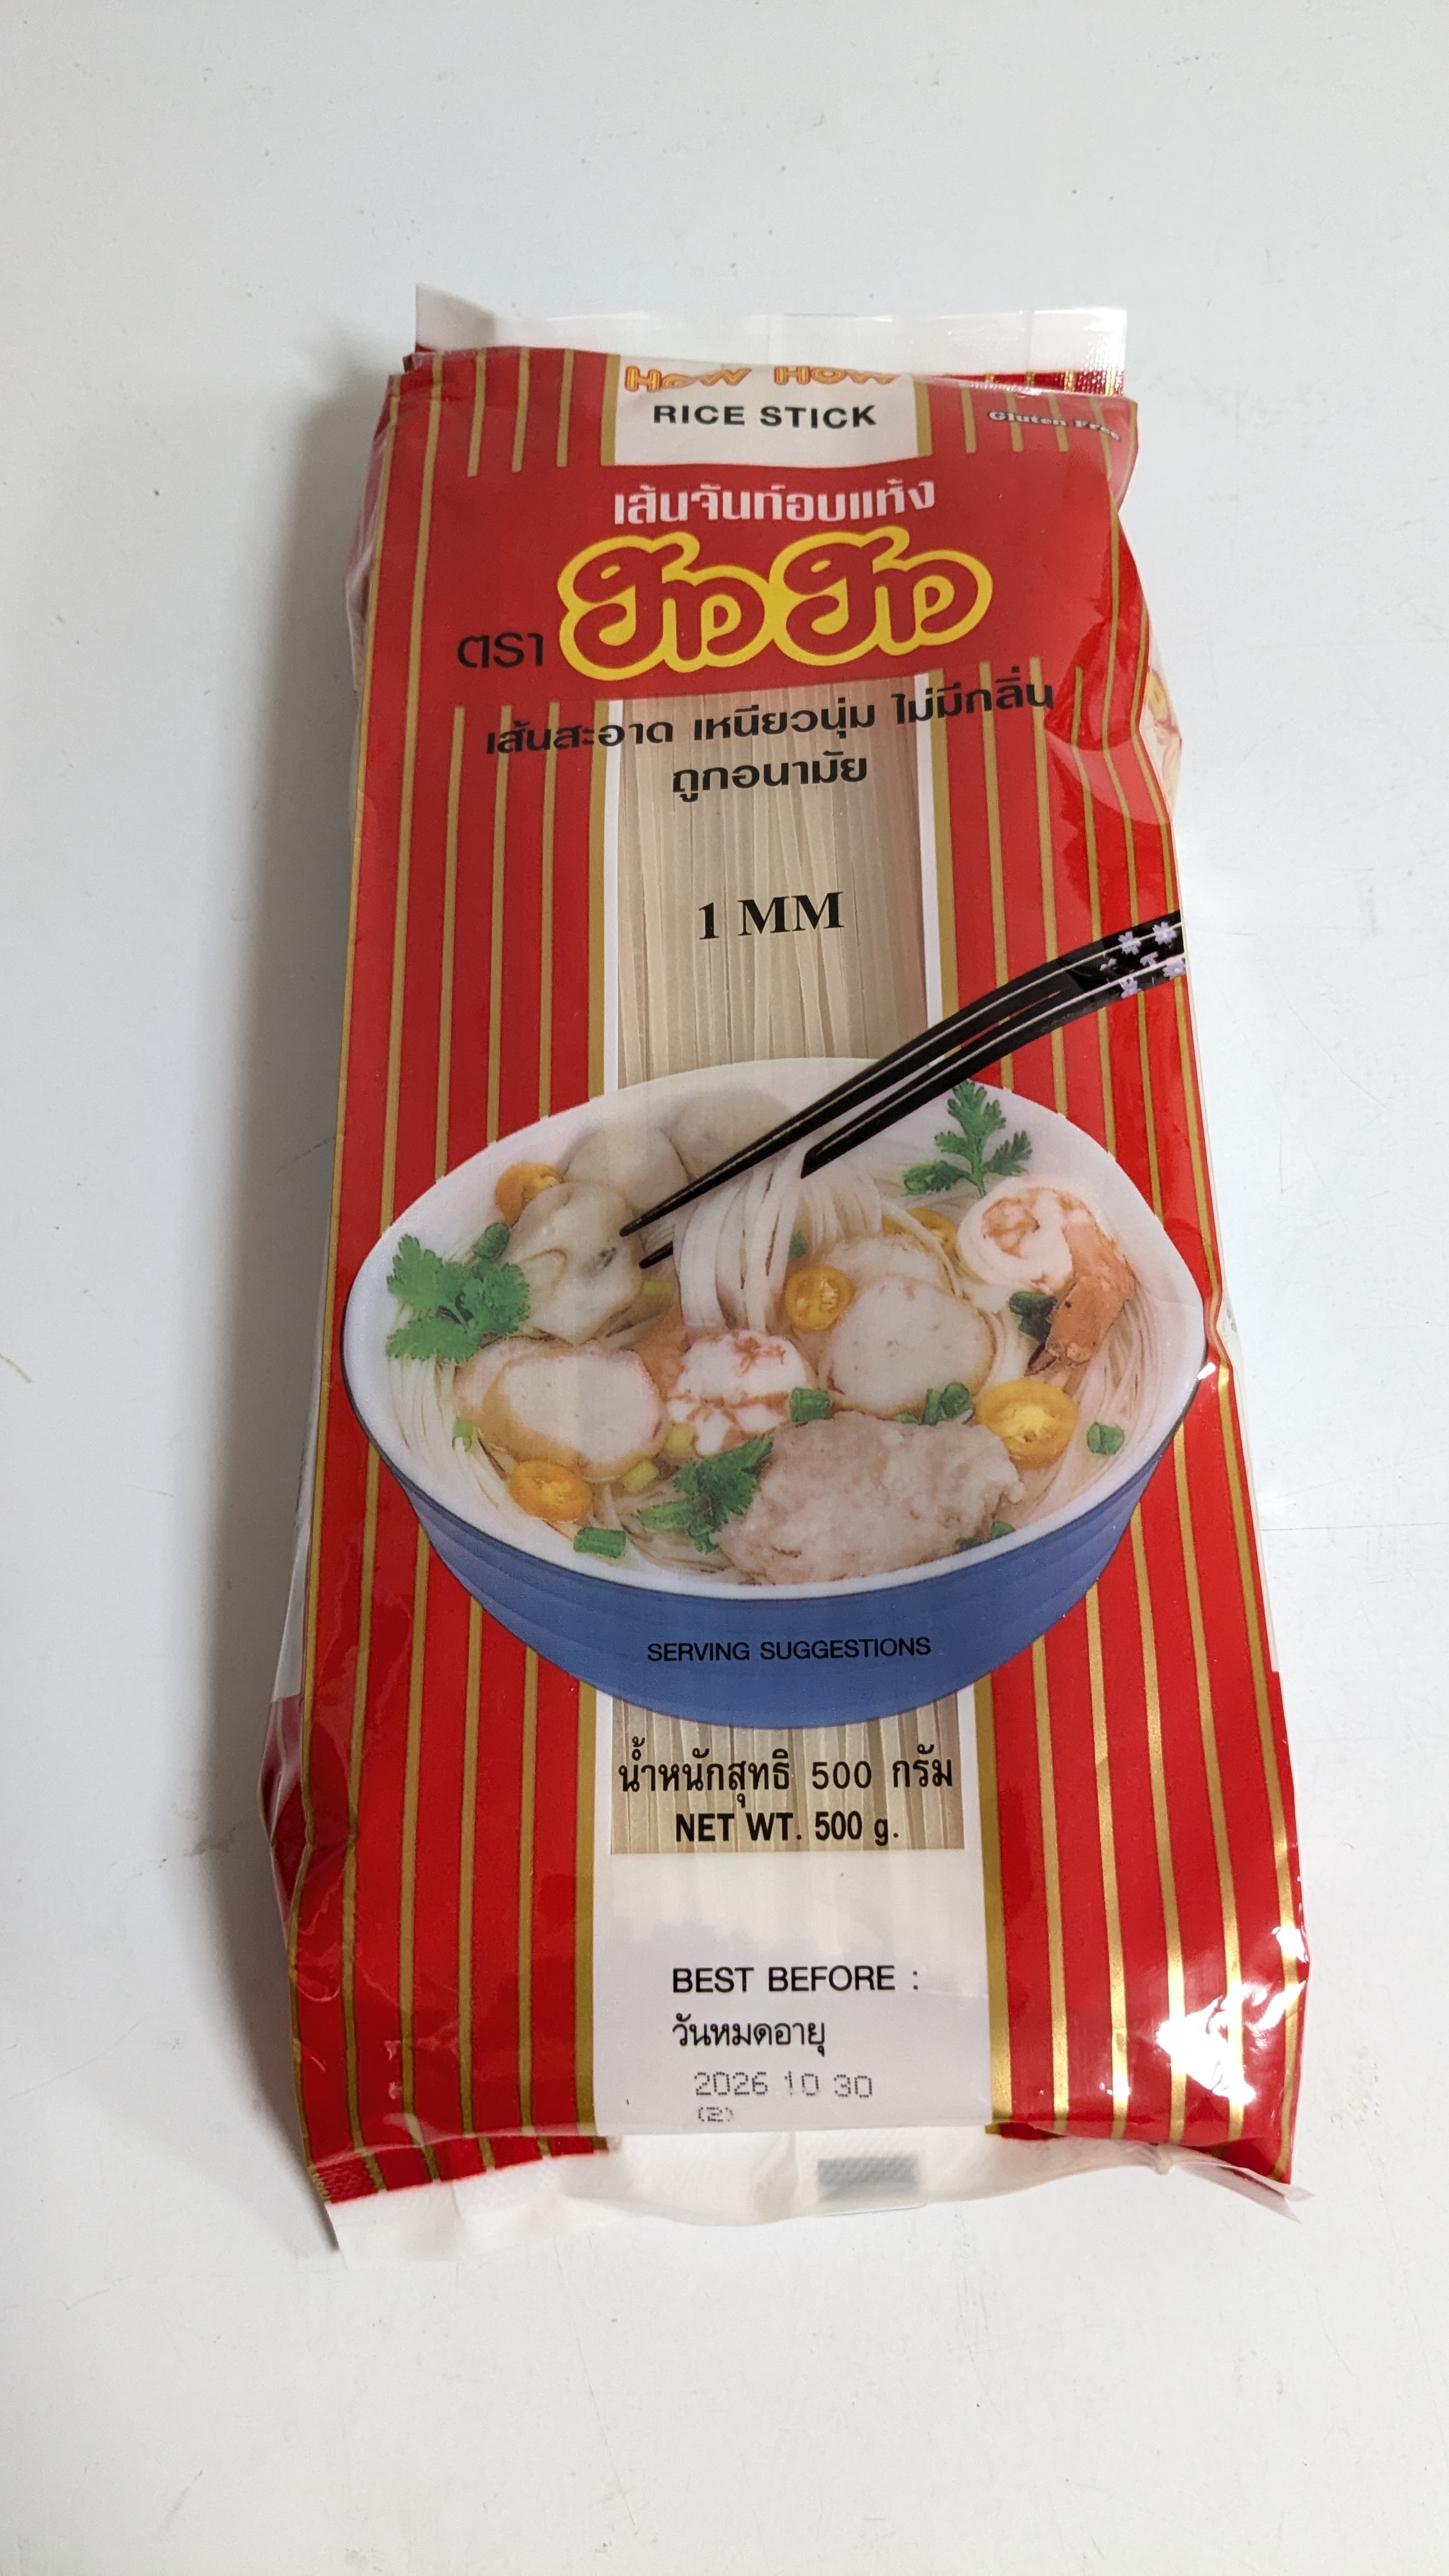 HOW HOW
RICE STICK
Gluten Free
เส้นจันท์อบแห้ง
ตรา ฮาวฮาว
เส้นสะอาด เหนียวนุ่ม ไม่มีกลิ่น
ถูกอนามัย
1 MM
SERVING SUGGESTIONS
น้ำหนักสุทธิ 500 กรัม
NET WT. 500 g.
BEST BEFORE :
วันหมดอายุ
2026 10 30
(2)